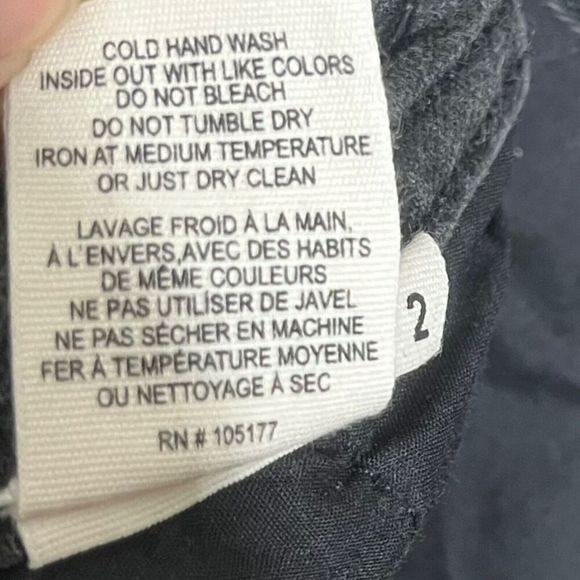 COLD HAND WASH
INSIDE OUT WITH LIKE COLORS
DO NOT BLEACH
DO NOT TUMBLE DRY
IRON AT MEDIUM TEMPERATURE
OR JUST DRY CLEAN
LAVAGE FROID À LA MAIN,
À L'ENVERS,AVEC DES HABITS
DE MÊME COULEURS
NE PAS UTILISER DE JAVEL
NE PAS SÉCHER EN MACHINE
FER À TEMPÉRATURE MOYENNE
OU NETTOYAGE À SEC
RN # 105177
2